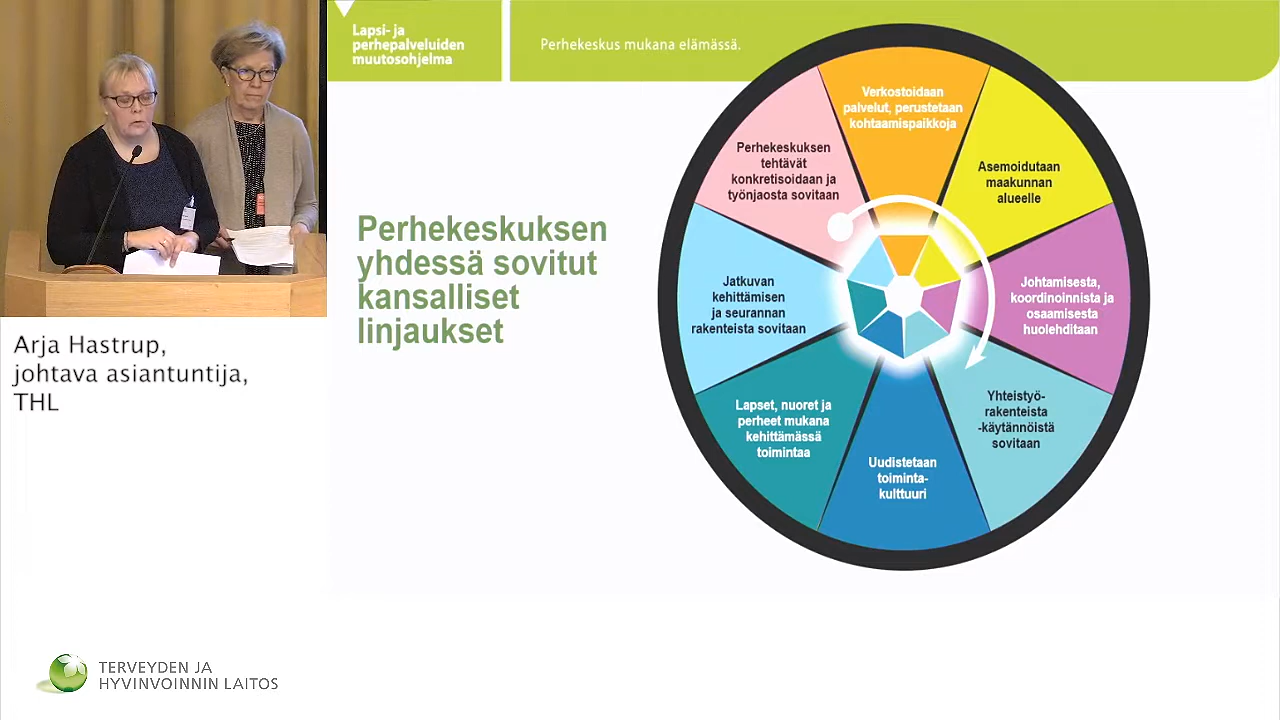 Lapsi- ja
perhepalveluiden
muutosohjelma
Perhekeskus mukana elämässä.
Perhekeskuksen
yhdessä sovitut
kansalliset
linjaukset
Verkostoidaan
palvelut, perustetaan
kohtaamispaikkoja
Asemoidutaan
maakunnan
alueelle
Johtamisesta,
koordinoinnista ja
osaamisesta
huolehditaan
Yhteistyö-
rakenteista
-käytännöistä
sovitaan
Uudistetaan
toiminta-
kulttuuri
Lapset, nuoret ja
perheet mukana
kehittämässä
toimintaa
Jatkuvan
kehittämisen
ja seurannan
rakenteista sovitaan
Perhekeskuksen
tehtävät
konkretisoidaan ja
työnjaosta sovitaan
Arja Hastrup,
johtava asiantuntija,
THL
TERVEYDEN JA
HYVINVOINNIN LAITOS